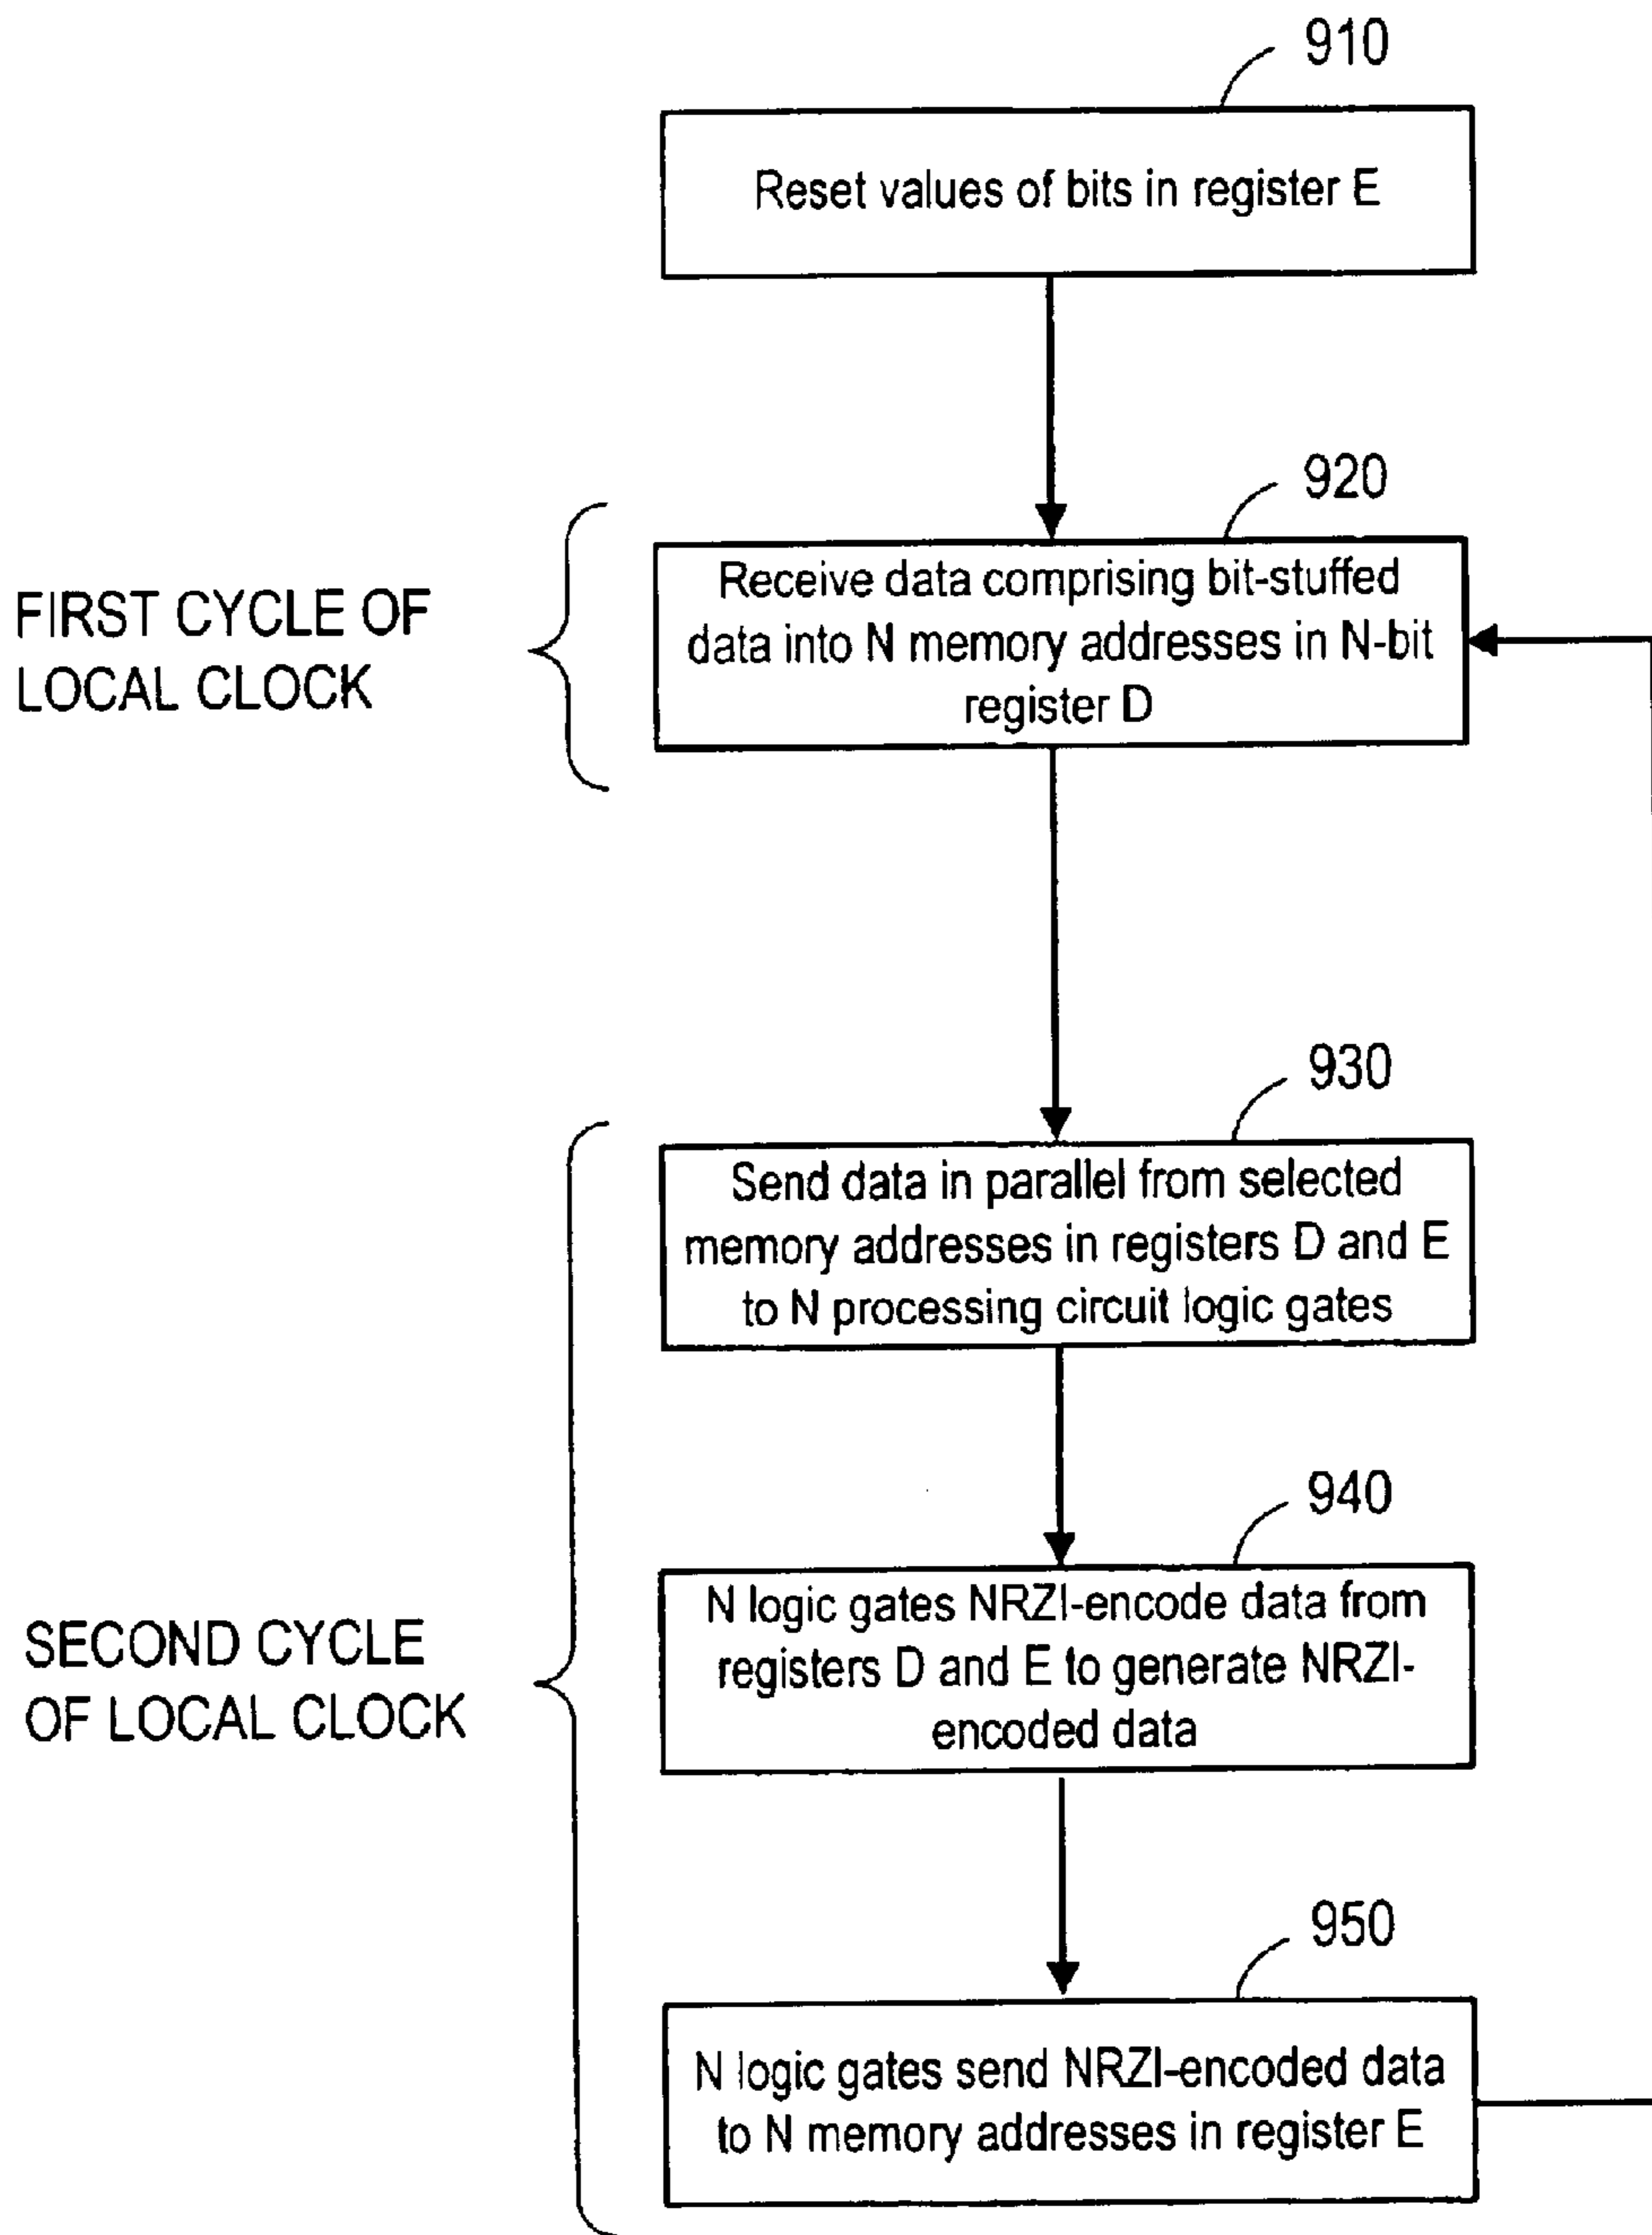 910
Reset values of bits in register E
920
FIRST CYCLE OF
LOCAL CLOCK
Receive data comprising bit-stuffed
data into N memory addresses in N-bit
register D
930
Send data in parallel from selected
memory addresses in registers D and E
to N processing circuit logic gates
940
SECOND CYCLE
OF LOCAL CLOCK
N logic gates NRZI-encode data from
registers D and E to generate NRZI-
encoded data
950
N logic gates send NRZI-encoded data
to N memory addresses in register E